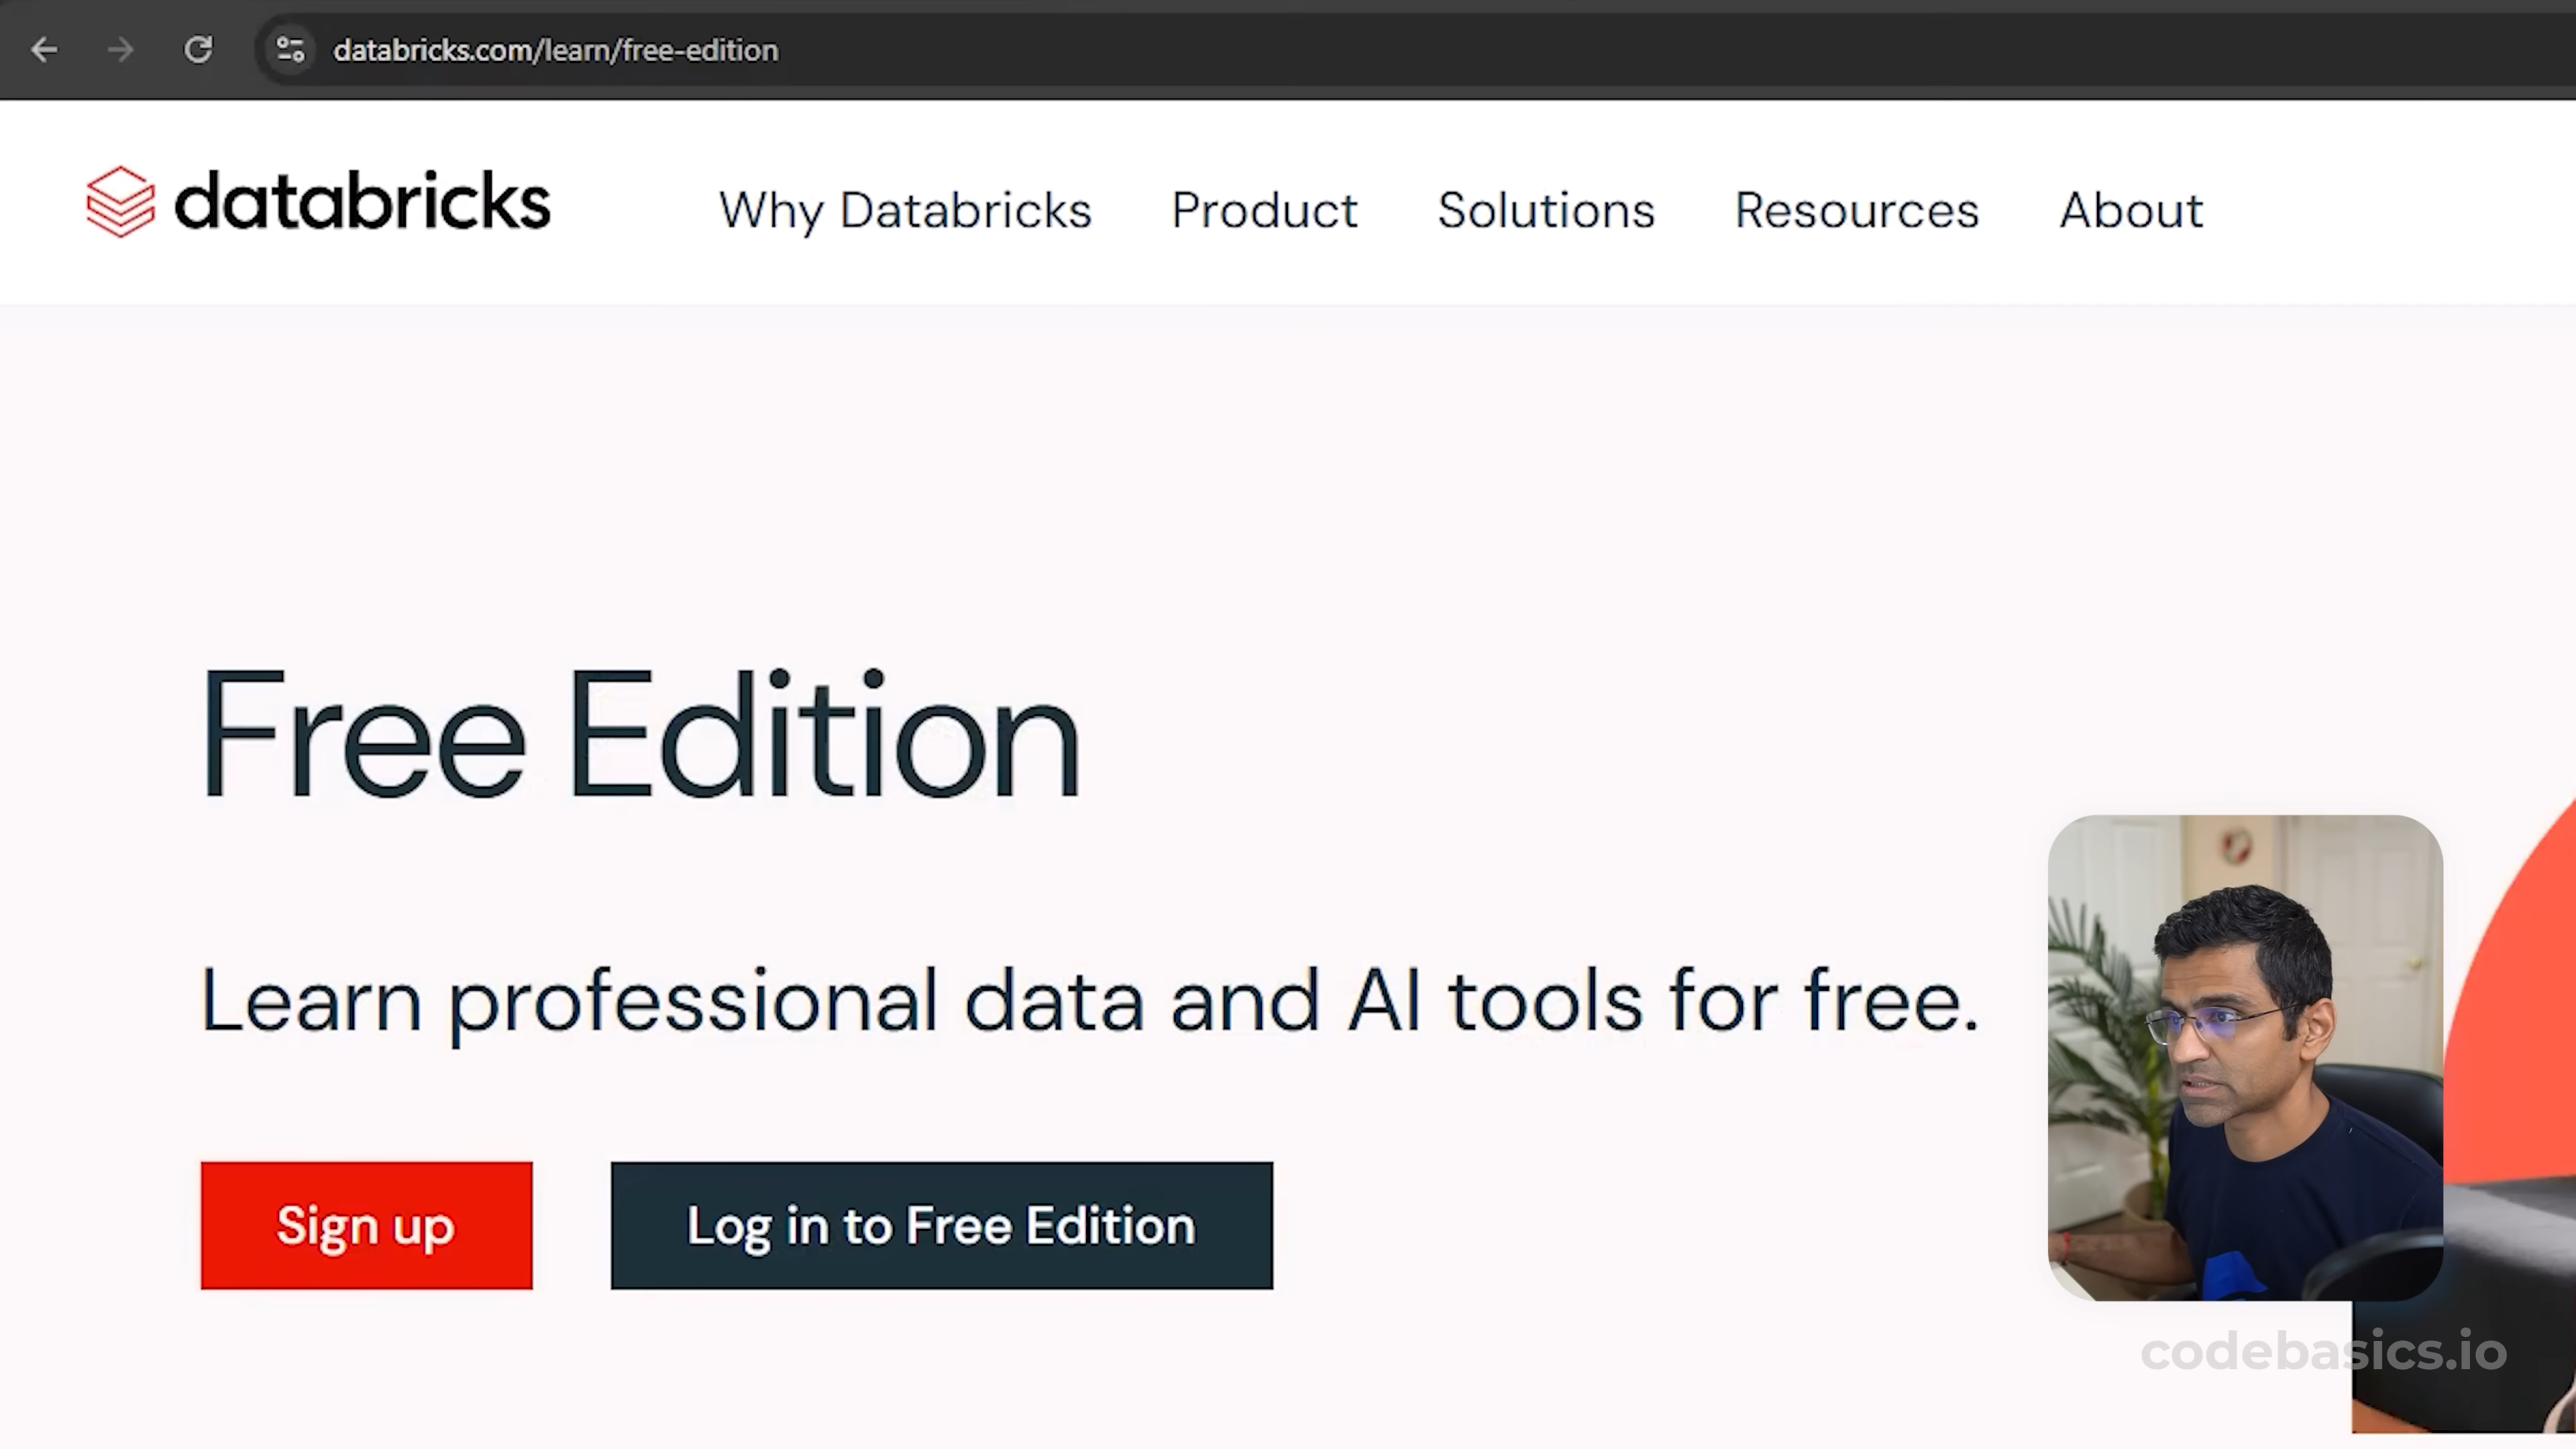 databricks.com/learn/free-edition
databricks
Why Databricks
Product
Solutions
Resources
About
Free Edition
Learn professional data and AI tools for free.
Sign up
Log in to Free Edition
codebasics.io